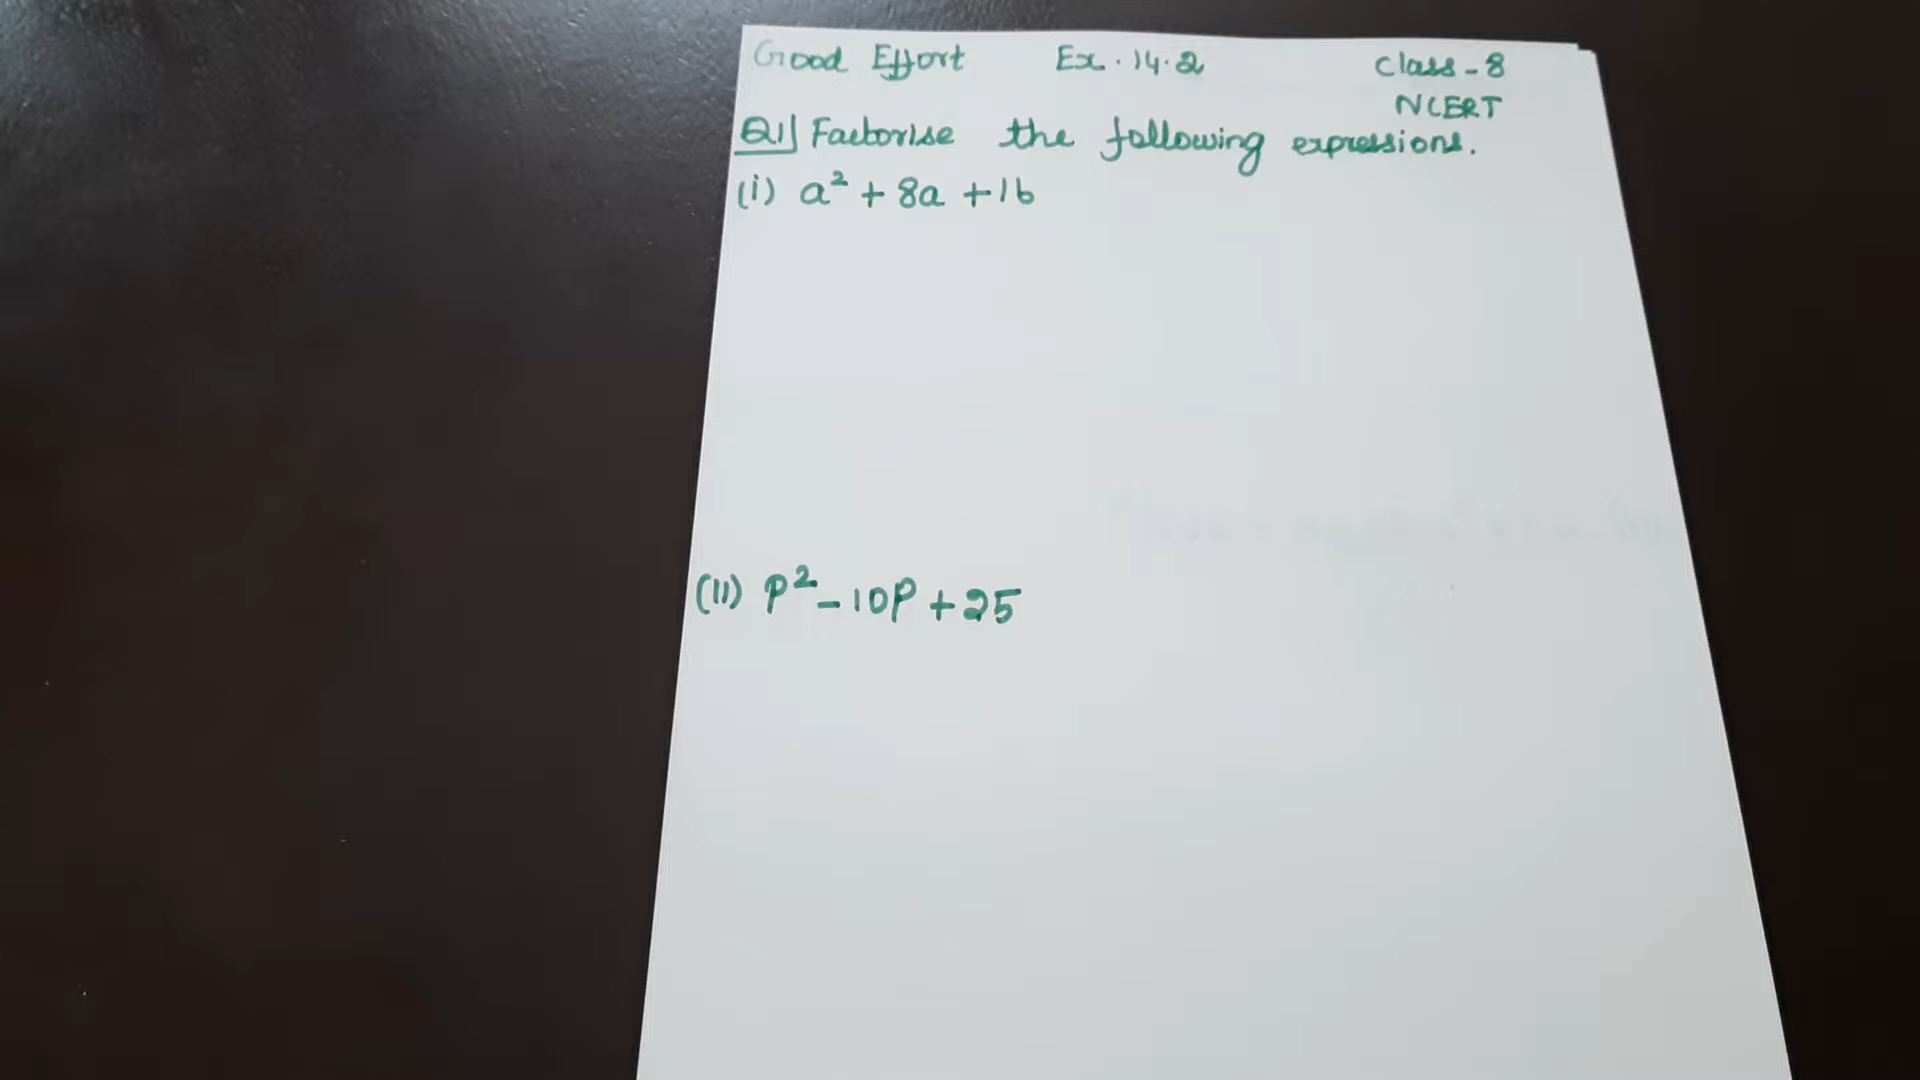 Good Effort Ex. 14.2 Class-8
NCERT
Q1] Factorise the following expressions.
(i) a² + 8a + 16
(ii) p² - 10p + 25